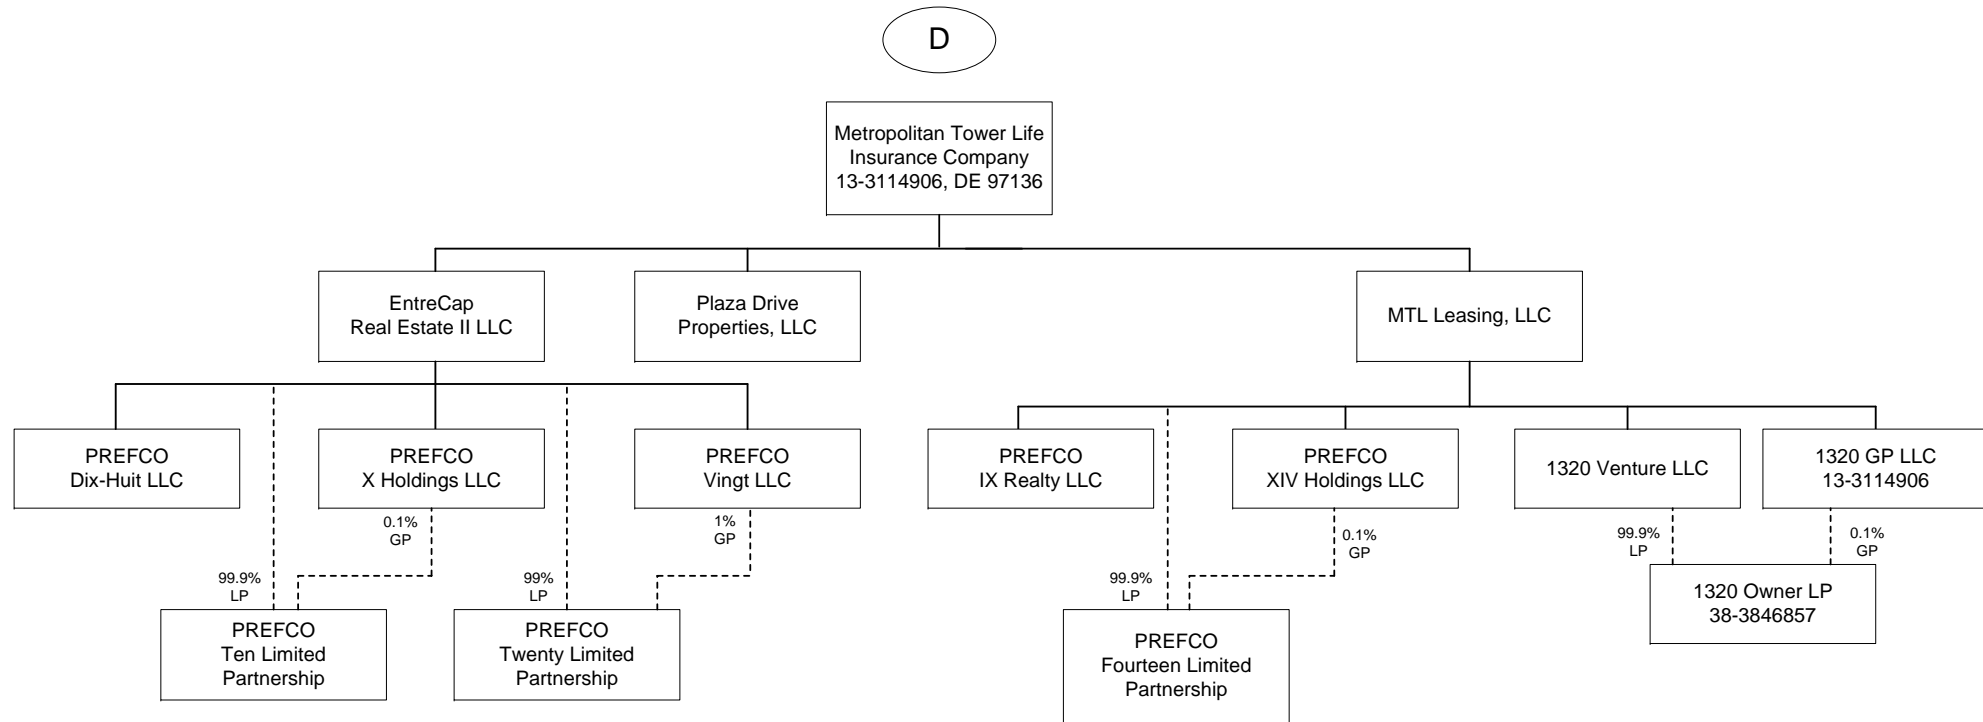 D
Metropolitan Tower Life
Insurance Company
13-3114906, DE 97136
EntreCap
Real Estate II LLC
Plaza Drive
Properties, LLC
MTL Leasing, LLC
PREFCO
Dix-Huit LLC
PREFCO
X Holdings LLC
PREFCO
Vingt LLC
PREFCO
IX Realty LLC
PREFCO
XIV Holdings LLC
1320 Venture LLC
1320 GP LLC
13-3114906
0.1%
GP
1%
GP
0.1%
GP
99.9%
LP
0.1%
GP
99.9%
LP
99%
LP
99.9%
LP
PREFCO
Ten Limited
Partnership
PREFCO
Twenty Limited
Partnership
PREFCO
Fourteen Limited
Partnership
1320 Owner LP
38-3846857